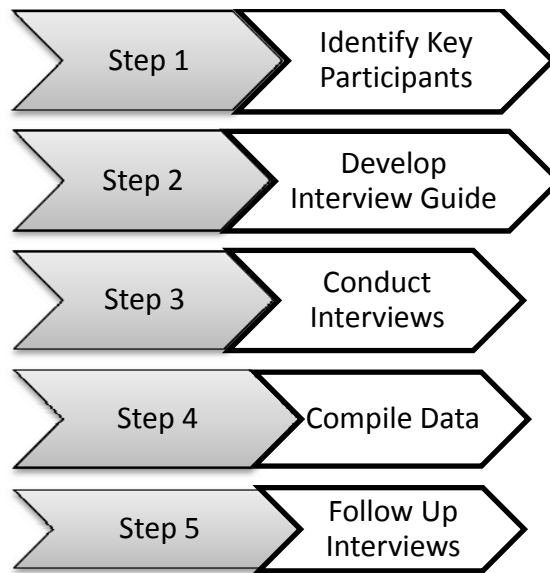 Step 1
Identify Key
Participants
Step 2
Develop
Interview Guide
Step 3
Conduct
Interviews
Step 4
Compile Data
Step 5
Follow Up
Interviews